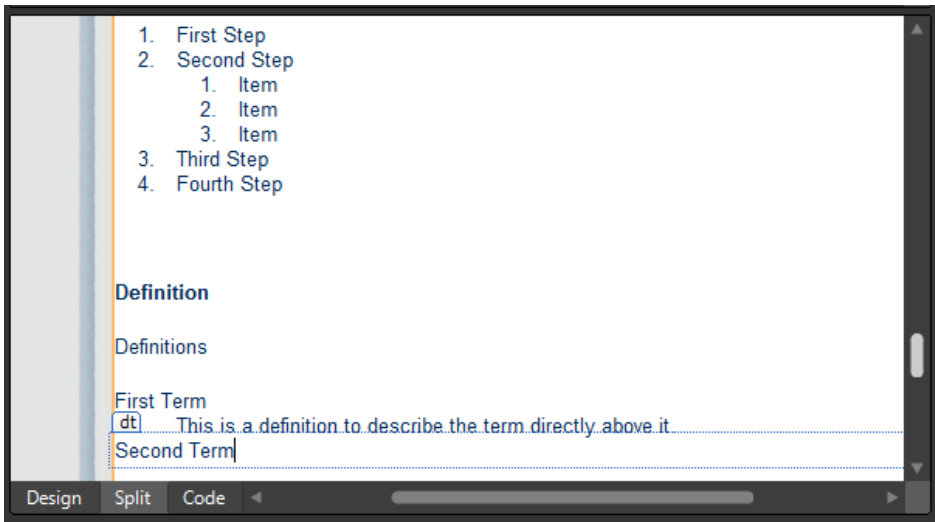 1. First Step
2. Second Step
1. Item
2. Item
3. Item
3. Third Step
4. Fourth Step
Definition
Definitions
First Term
dt This is a definition to describe the term directly above it.
Second Term
Design Split Code